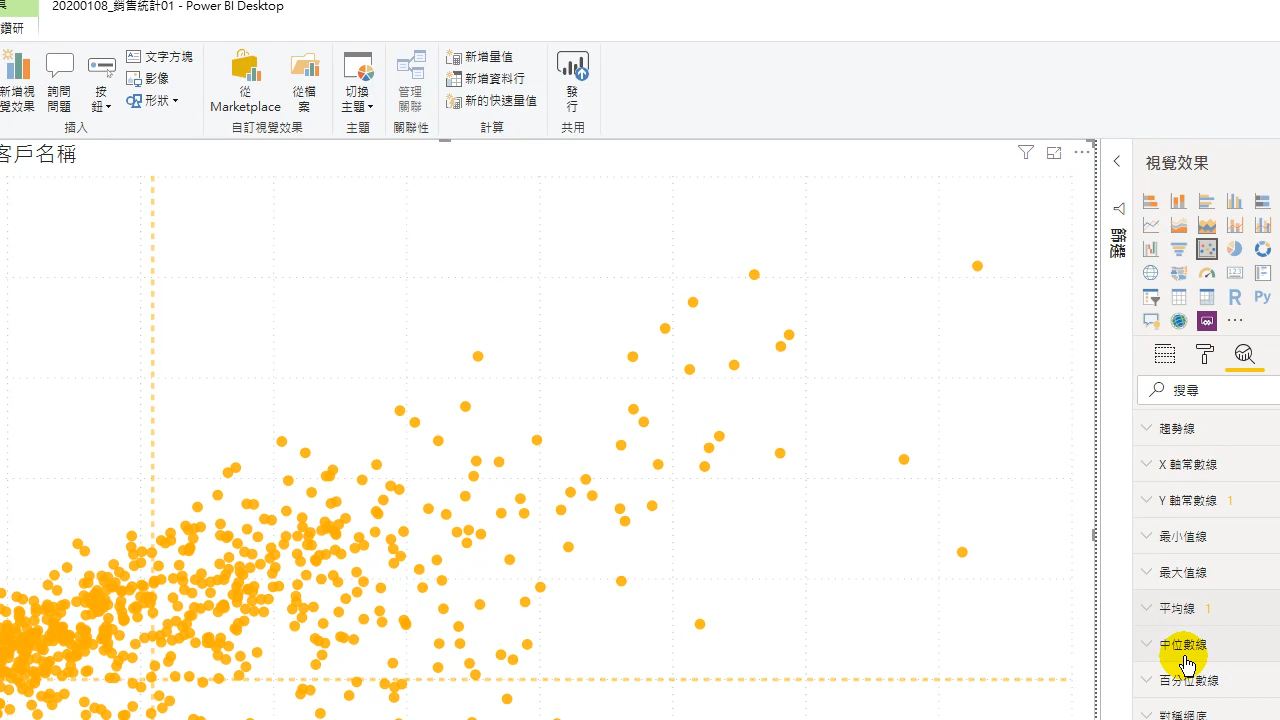 20200108_銷售統計01 - Power BI Desktop
鑽研
新增視
覺效果
詢問
問題
按
鈕
文字方塊
影像
形狀
從
Marketplace
從檔
案
切換
主題
管理
關聯
新增量值
新增資料行
新的快速量值
發
行
插入
自訂視覺效果
主題
關聯性
計算
共用
客戶名稱
篩選
視覺效果
123
R
Py
搜尋
趨勢線
X 軸常數線
Y 軸常數線 1
最小值線
最大值線
平均線 1
中位數線
百分位數線
對稱網底